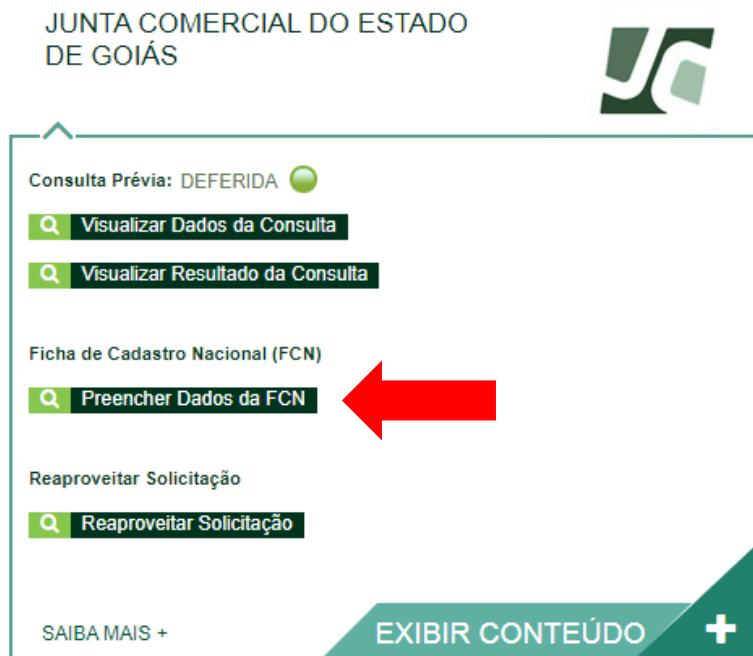 JUNTA COMERCIAL DO ESTADO
DE GOIÁS
Consulta Prévia: DEFERIDA
Visualizar Dados da Consulta
Visualizar Resultado da Consulta
Ficha de Cadastro Nacional (FCN)
Preencher Dados da FCN
Reaproveitar Solicitação
Reaproveitar Solicitação
SAIBA MAIS +
EXIBIR CONTEÚDO +